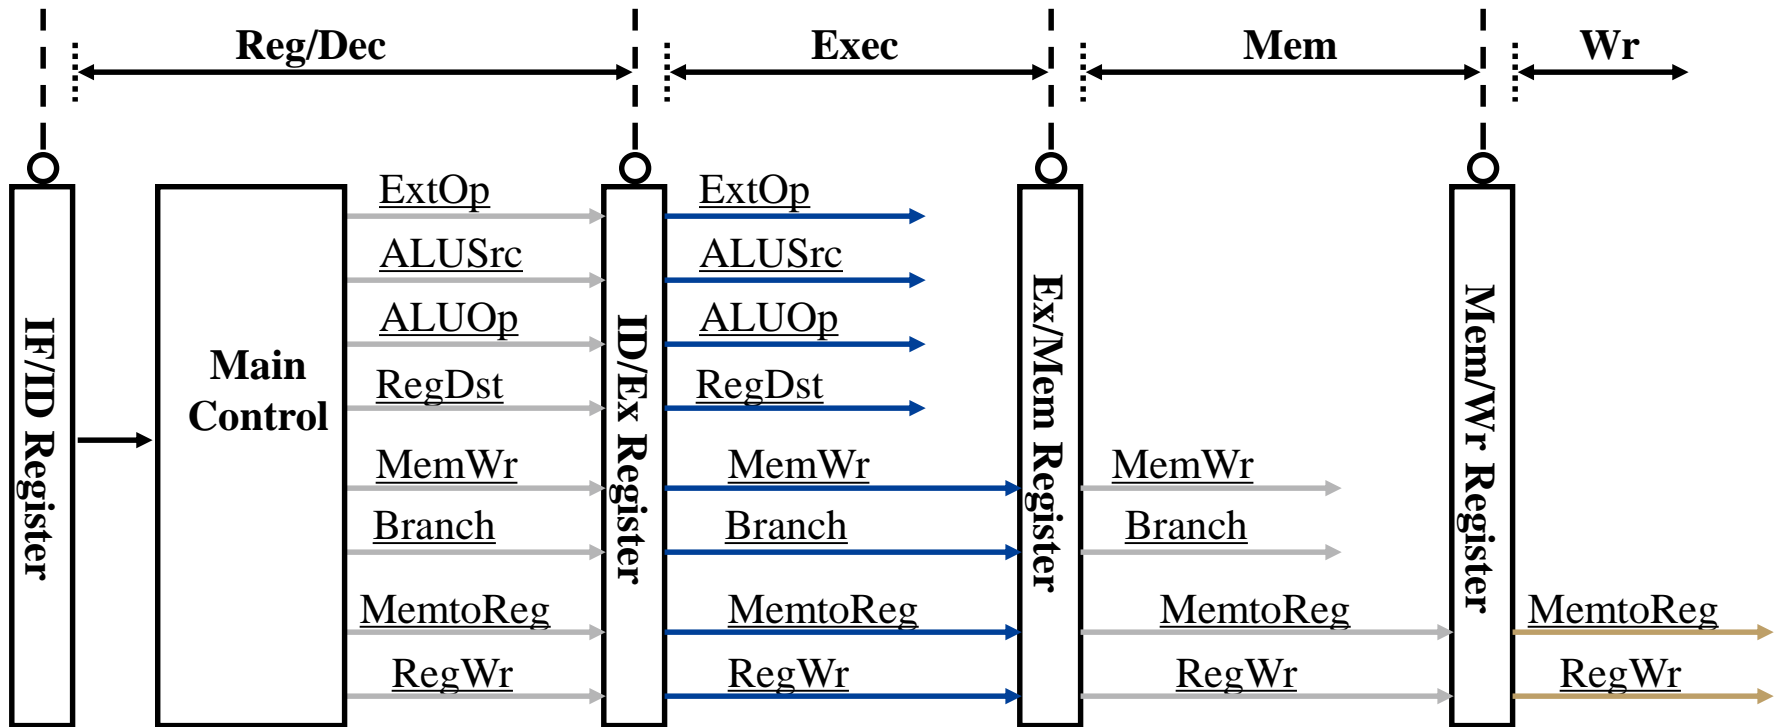 Reg/Dec
Exec
Mem
Wr
IF/ID Register
Main
Control
ExtOp
ALUSrc
ALUOp
RegDst
MemWr
Branch
MemtoReg
RegWr
ID/Ex Register
ExtOp
ALUSrc
ALUOp
RegDst
MemWr
Branch
MemtoReg
RegWr
Ex/Mem Register
MemWr
Branch
MemtoReg
RegWr
Mem/Wr Register
MemtoReg
RegWr